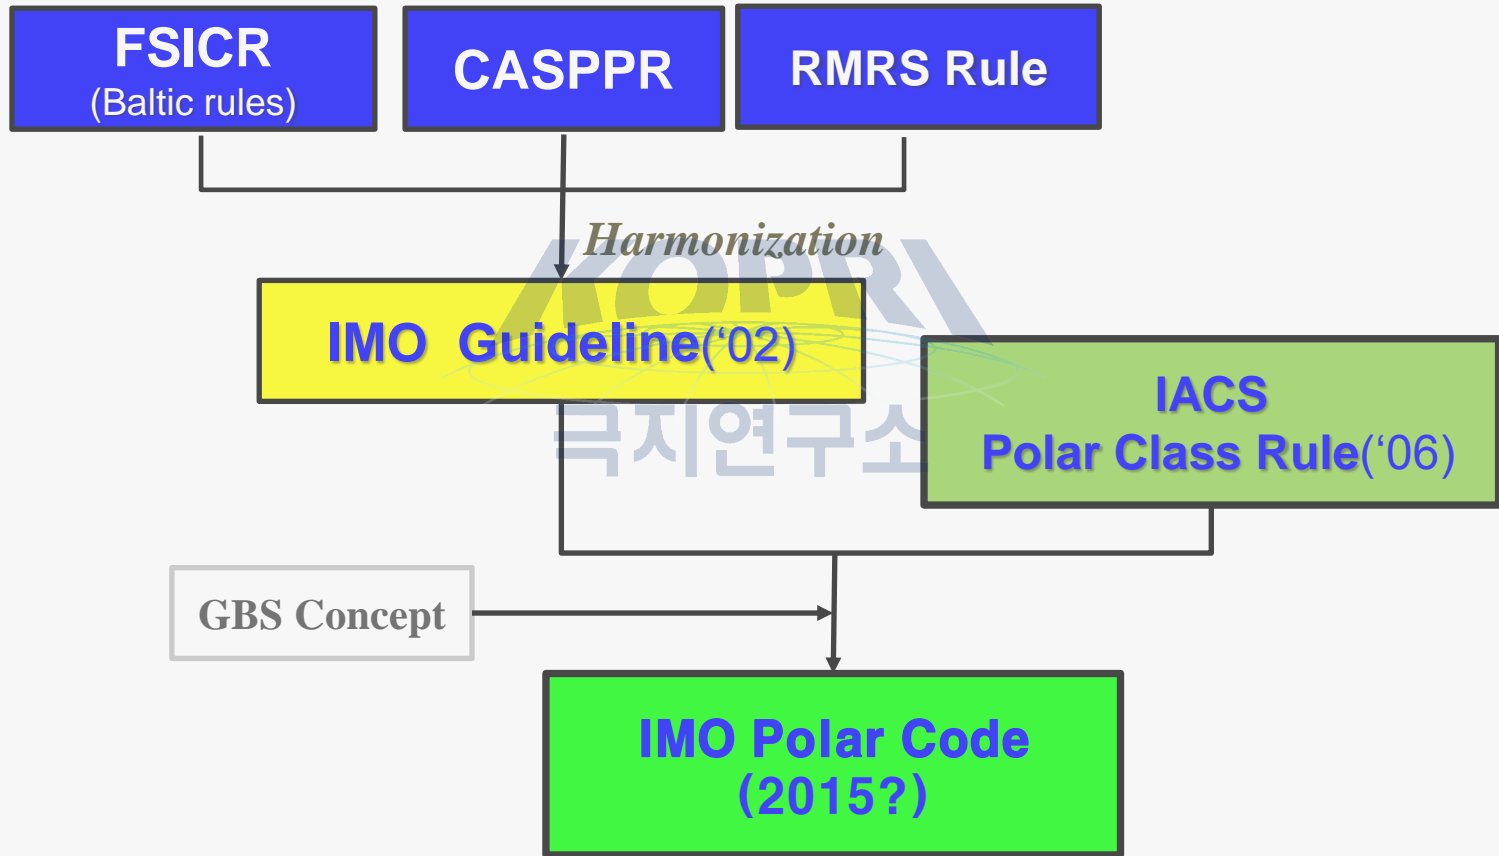 FSICR
(Baltic rules)
CASPPR
RMRS Rule
Harmonization
KOPRI
IMO Guideline(‘02)
극지연구소
IACS
Polar Class Rule(‘06)
GBS Concept
IMO Polar Code
(2015?)